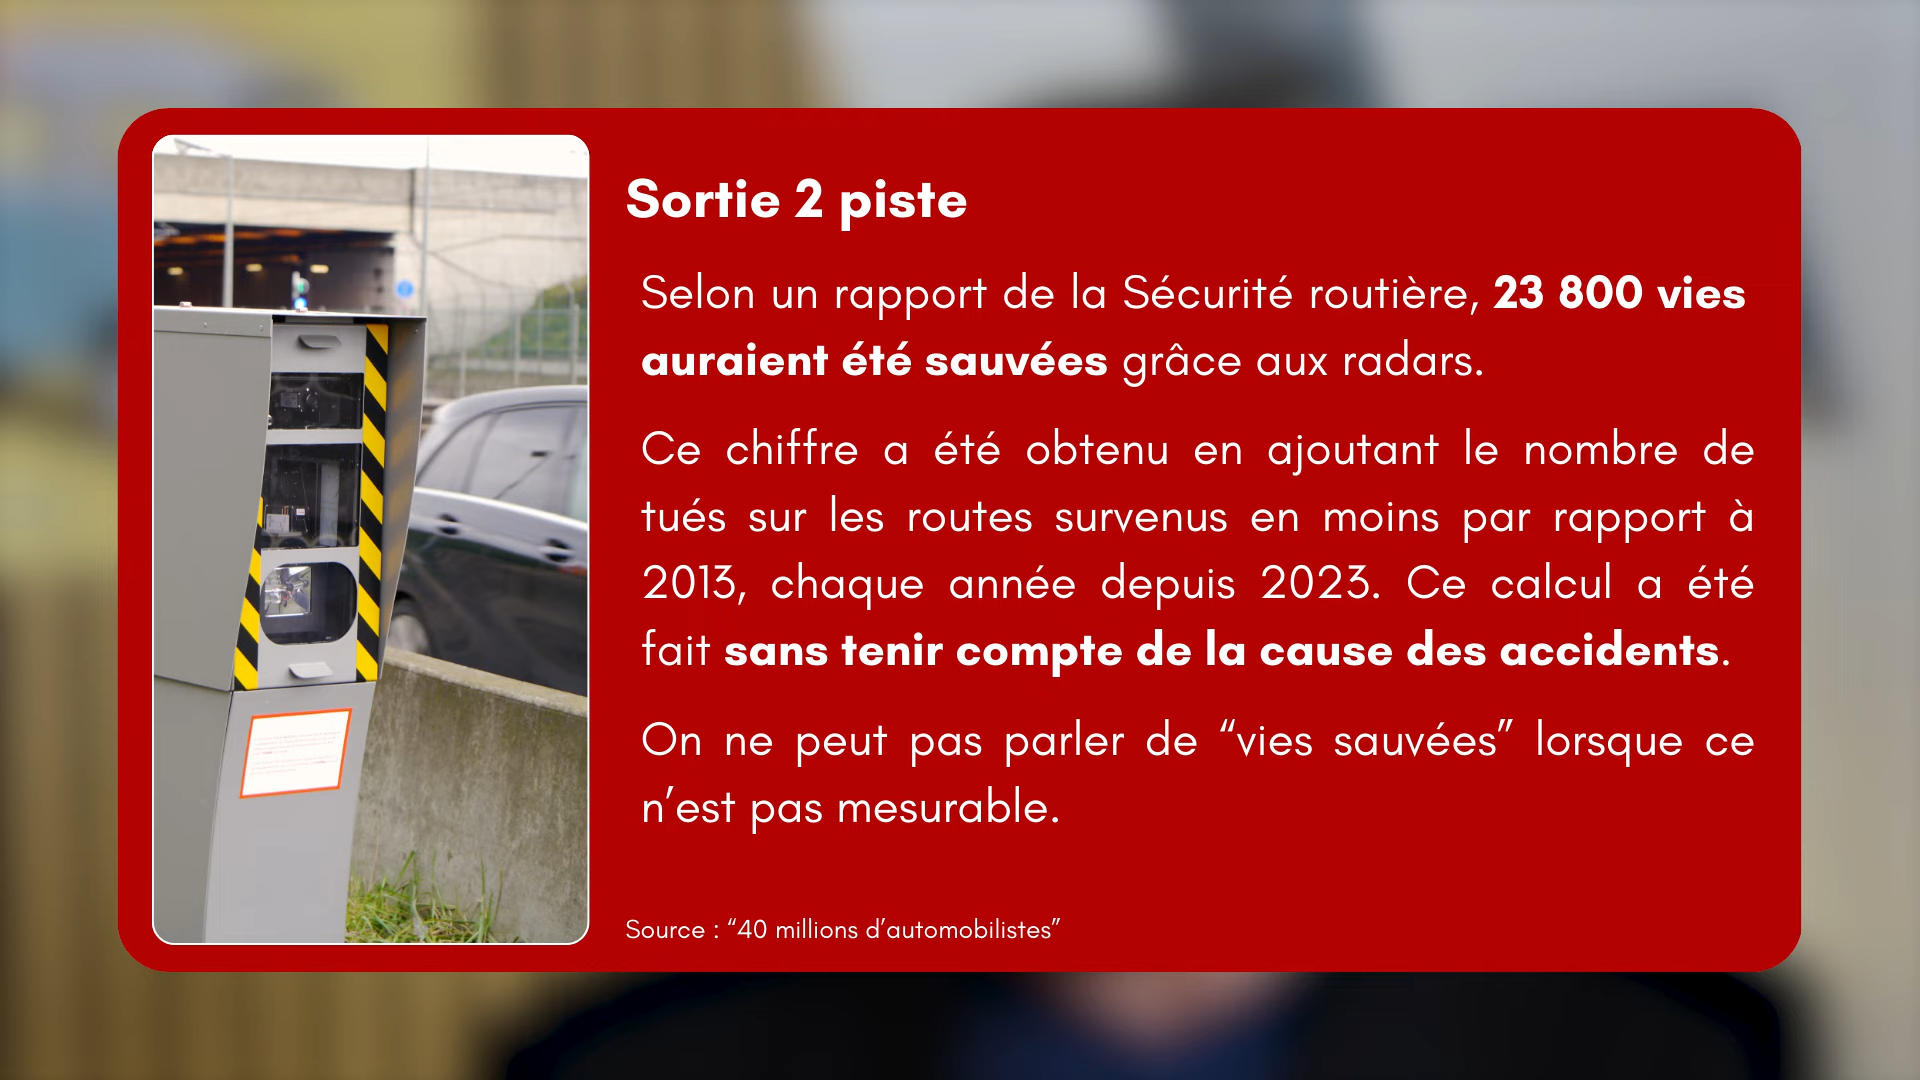 Sortie 2 piste
Selon un rapport de la Sécurité routière, 23 800 vies
auraient été sauvées grâce aux radars.
Ce chiffre a été obtenu en ajoutant le nombre de
tués sur les routes survenus en moins par rapport à
2013, chaque année depuis 2023. Ce calcul a été
fait sans tenir compte de la cause des accidents.
On ne peut pas parler de “vies sauvées” lorsque ce
n’est pas mesurable.
Source : “40 millions d’automobilistes”